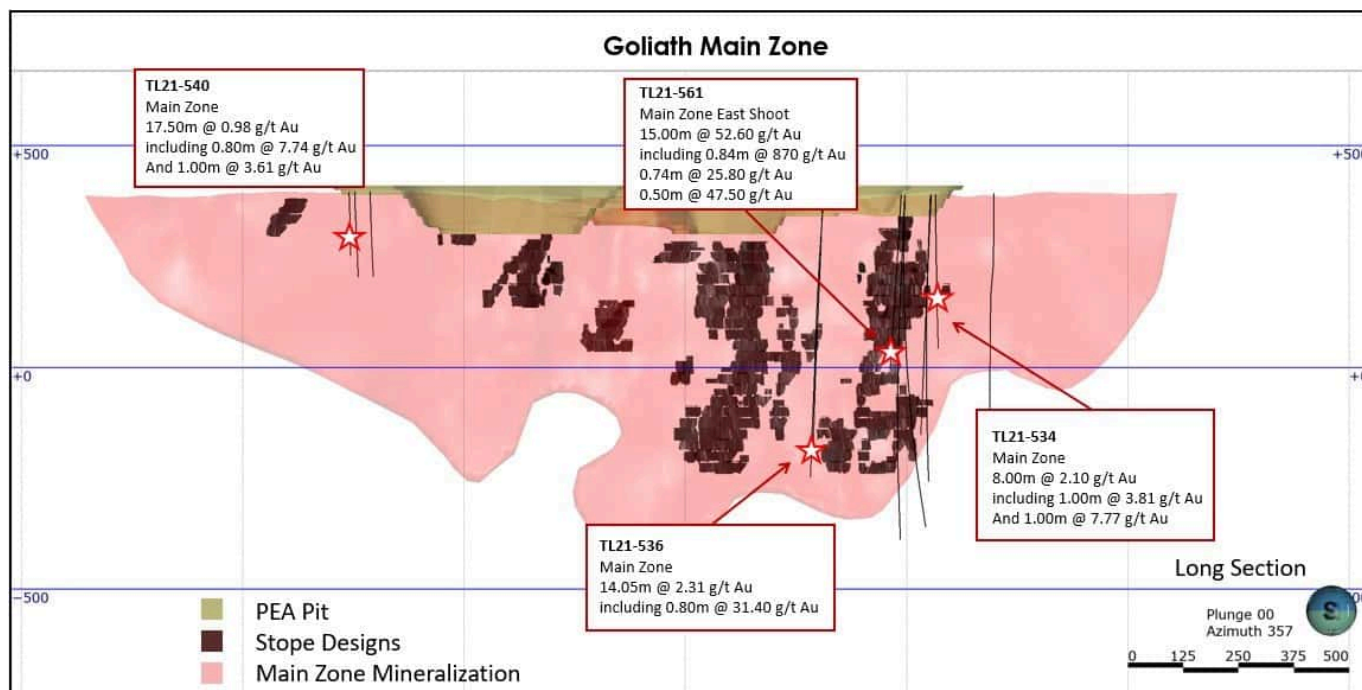 Goliath Main Zone
TL21-540
Main Zone
17.50m @ 0.98 g/t Au
including 0.80m @ 7.74 g/t Au
And 1.00m @ 3.61 g/t Au
TL21-561
Main Zone East Shoot
15.00m @ 52.60 g/t Au
including 0.84m @ 870 g/t Au
0.74m @ 25.80 g/t Au
0.50m @ 47.50 g/t Au
+500
+500
+0
+0
TL21-534
Main Zone
8.00m @ 2.10 g/t Au
including 1.00m @ 3.81 g/t Au
And 1.00m @ 7.77 g/t Au
TL21-536
Main Zone
14.05m @ 2.31 g/t Au
including 0.80m @ 31.40 g/t Au
-500
PEA Pit
Stope Designs
Main Zone Mineralization
Long Section
Plunge 00
Azimuth 357
S
0 125 250 375 500